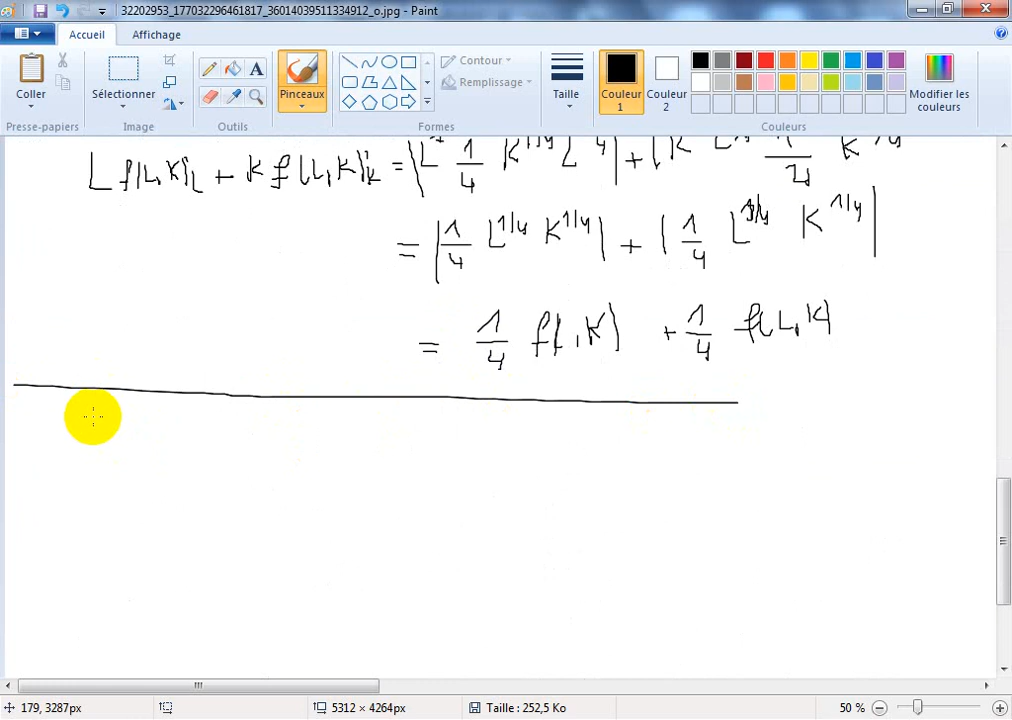 32202953_177032296461817_36014039511334912_o.jpg - Paint
Accueil Affichage
Coller
Sélectionner
Pinceaux
Contour
Remplissage
Taille
Couleur 1
Couleur 2
Modifier les couleurs
Presse-papiers Image Outils Formes Couleurs
L f(L,K)'L + K f(L,K)'K =
= (1/4 L^1/4 K^1/4) + (1/4 L K^1/4)
= 1/4 f( ,K) + 1/4 f(L,K)
179, 3287px 5312 × 4264px Taille : 252,5 Ko 50 %